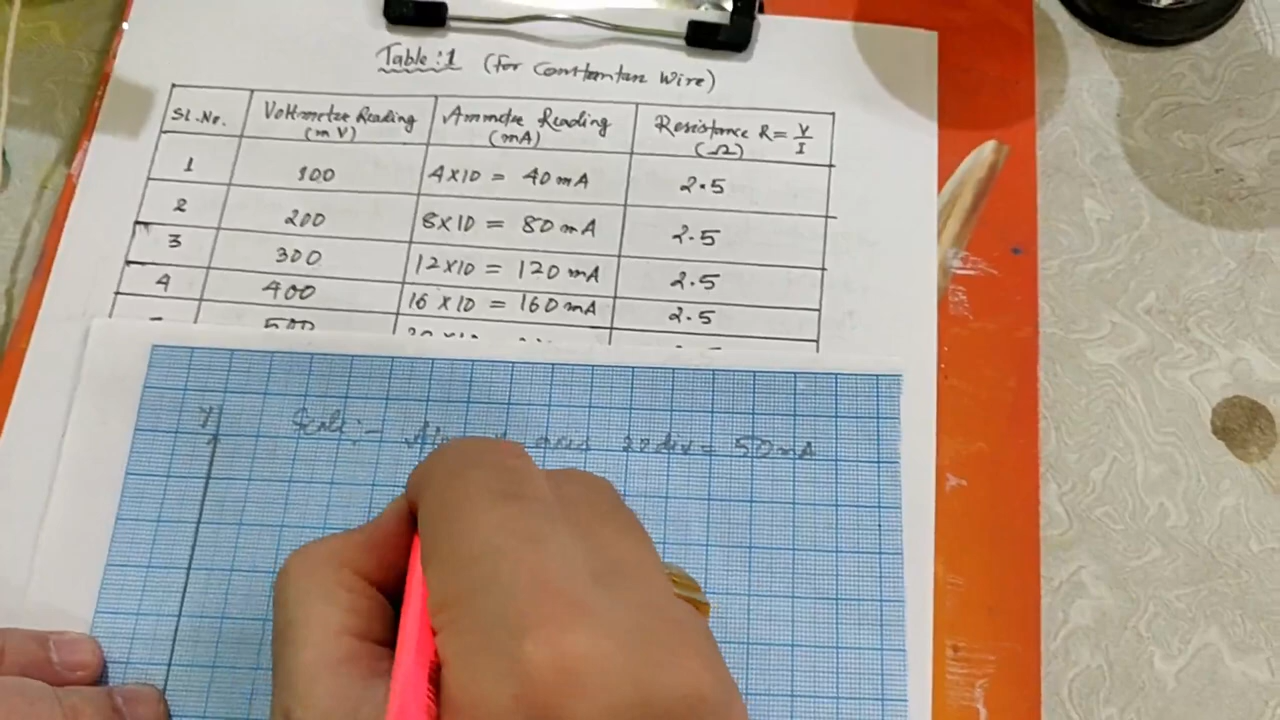 Table: 1 (For Constantan Wire)
Sl. No. Voltmeter Reading (mV) Ammeter Reading (mA) Resistance R = V/I (Ω)
1 100 4×10 = 40 mA 2.5
2 200 8×10 = 80 mA 2.5
3 300 12×10 = 120 mA 2.5
4 400 16×10 = 160 mA 2.5
500
Y Scale:- axis 20 div = 50 mA